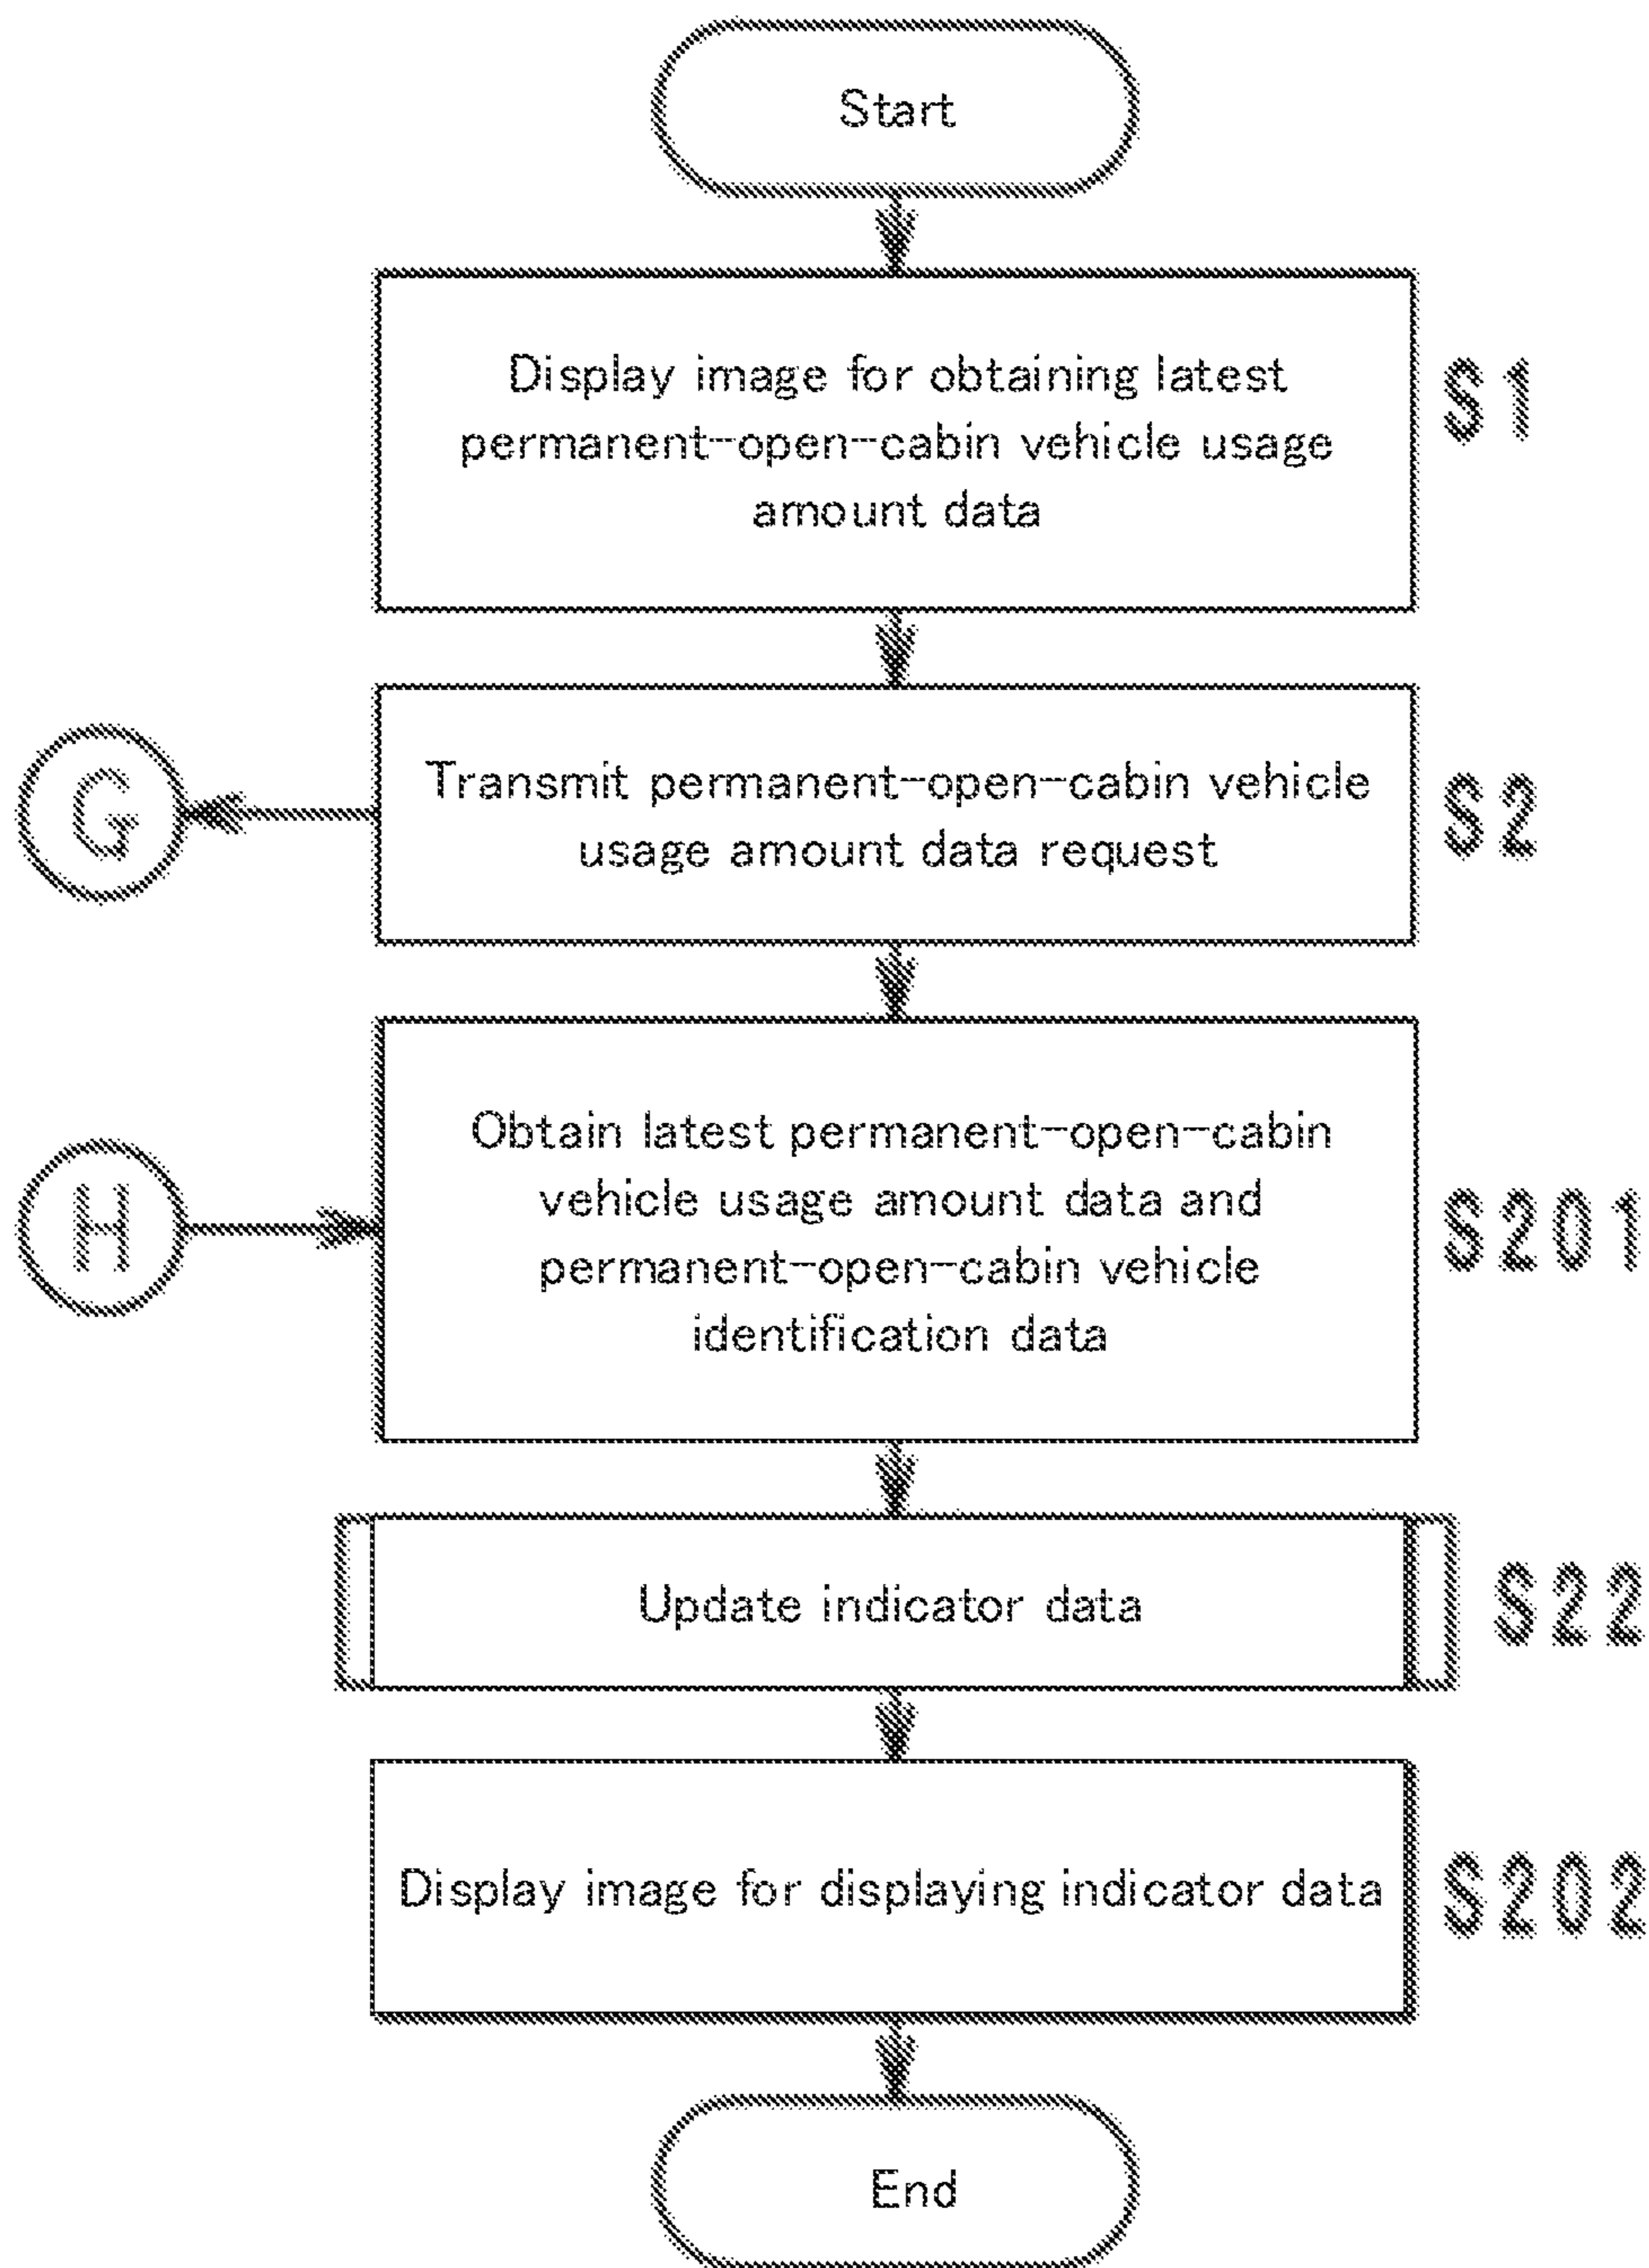 Start
Display image for obtaining latest
permanent-open-cabin vehicle usage
amount data
S1
Transmit permanent-open-cabin vehicle
usage amount data request
S2
G
Obtain latest permanent-open-cabin
vehicle usage amount data and
permanent-open-cabin vehicle
identification data
S201
H
Update indicator data
S22
Display image for displaying indicator data
S202
End